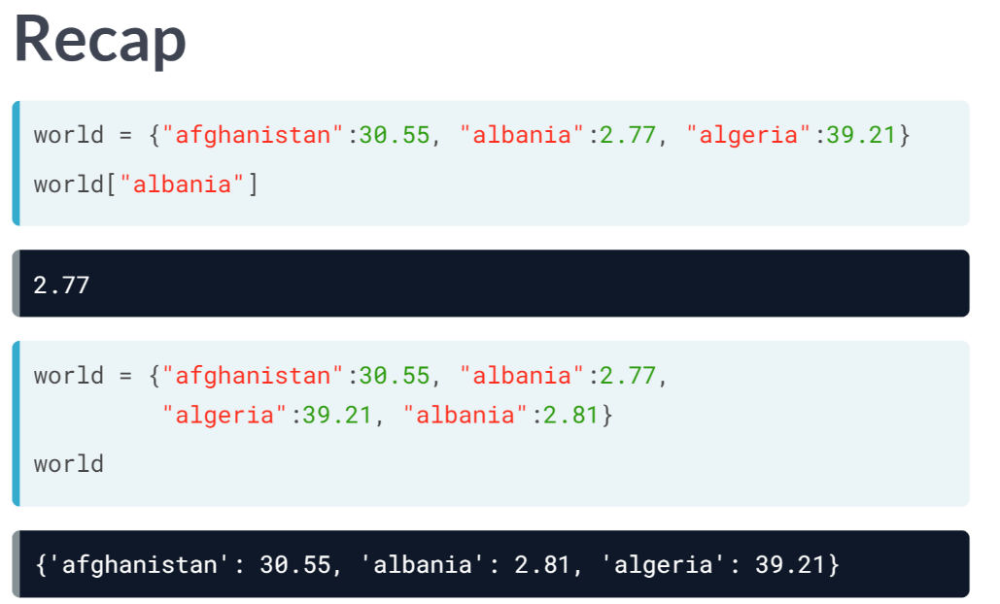 Recap
world = {"afghanistan":30.55, "albania":2.77, "algeria":39.21}
world["albania"]
2.77
world = {"afghanistan":30.55, "albania":2.77,
         "algeria":39.21, "albania":2.81}
world
{'afghanistan': 30.55, 'albania': 2.81, 'algeria': 39.21}